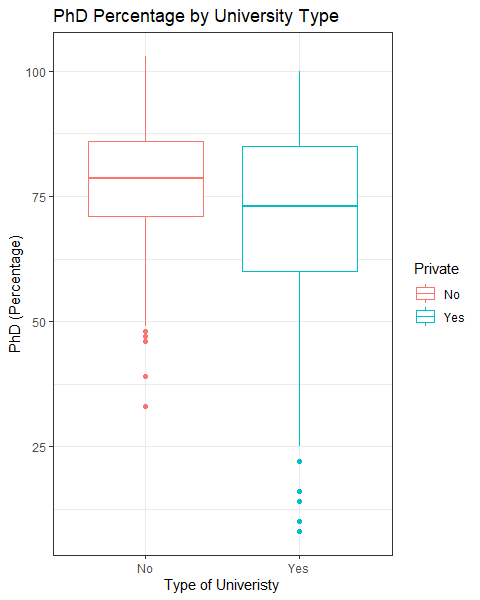 PhD Percentage by University Type
PhD (Percentage)
100
75
50
25
No
Yes
Type of Univeristy
Private
No
Yes